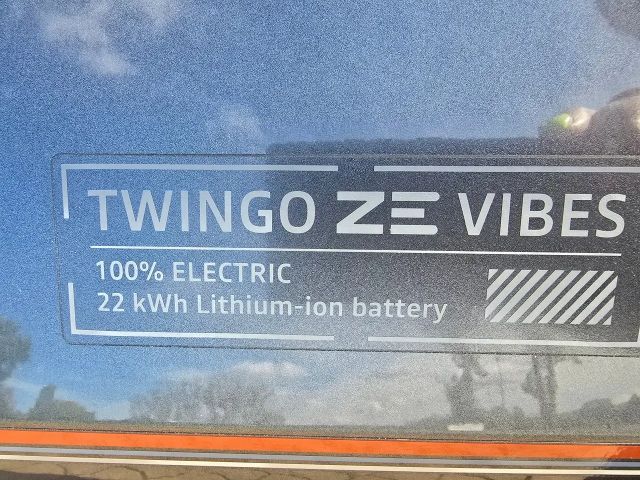 TWINGO ZE VIBES
100% ELECTRIC
22 kWh Lithium-ion battery